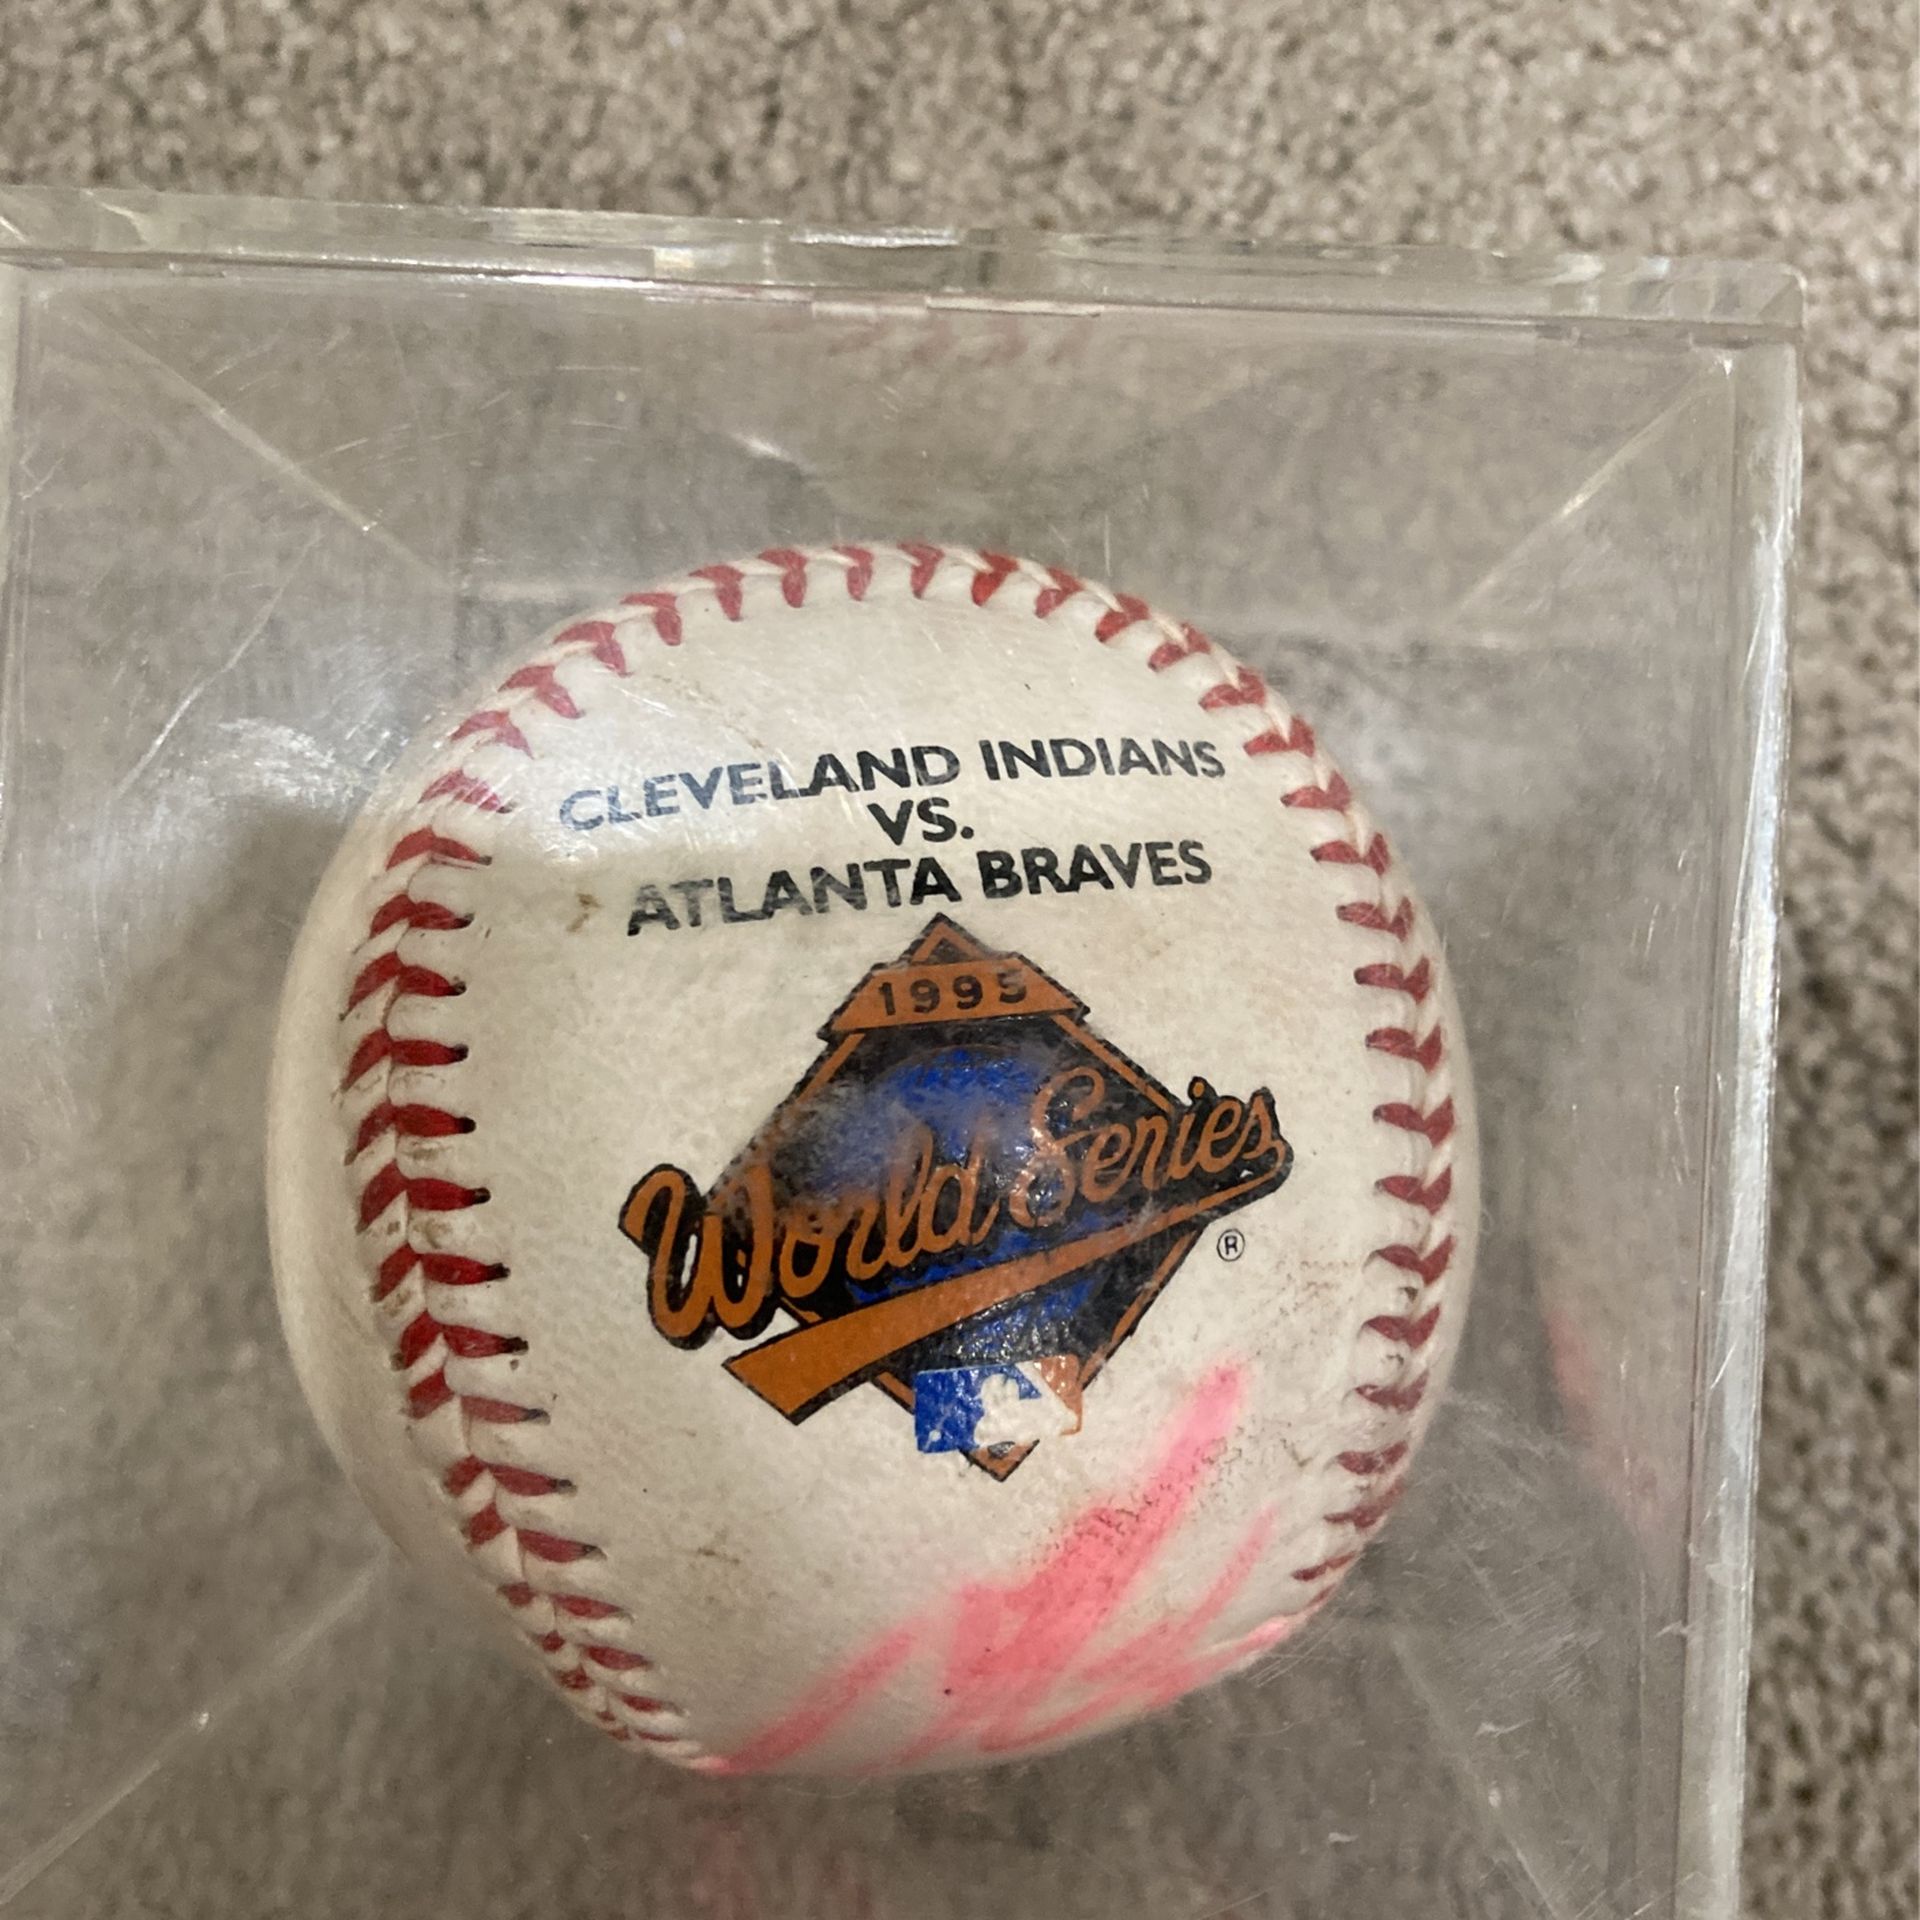 CLEVELAND INDIANS
VS.
ATLANTA BRAVES
1995
World Series
®